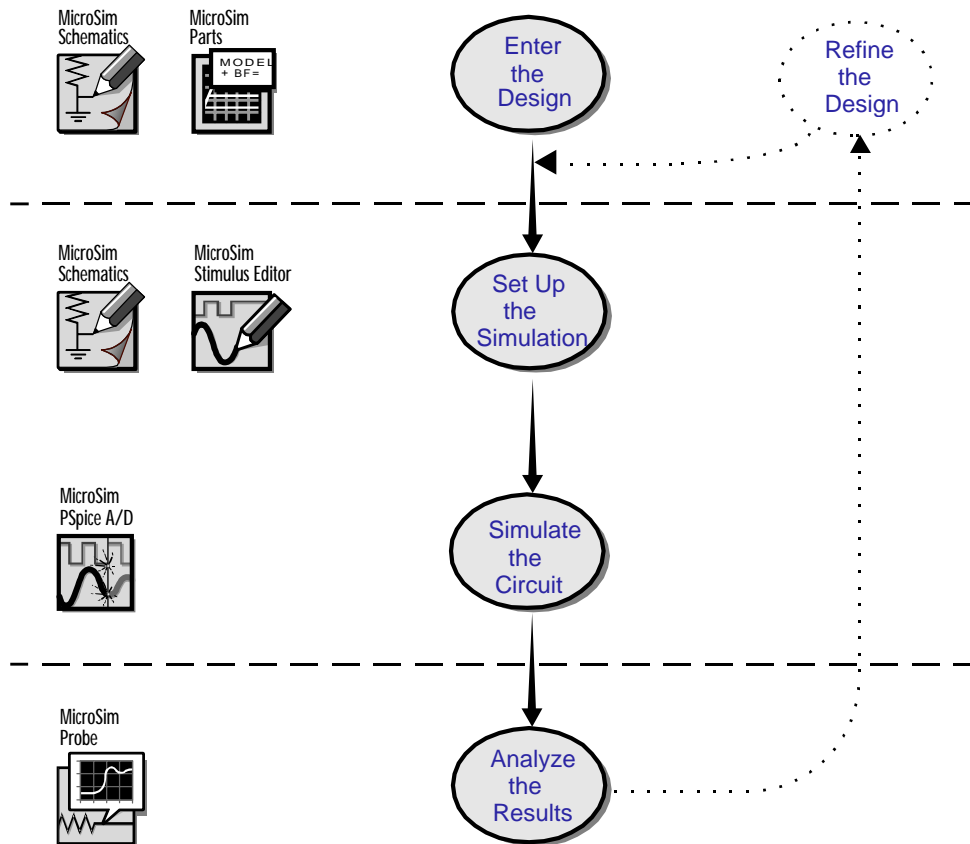 MicroSim
Schematics
MicroSim
Parts
MODEL
+ BF=
Enter
the
Design
Refine
the
Design
MicroSim
Schematics
MicroSim
Stimulus Editor
Set Up
the
Simulation
MicroSim
PSpice A/D
Simulate
the
Circuit
MicroSim
Probe
Analyze
the
Results